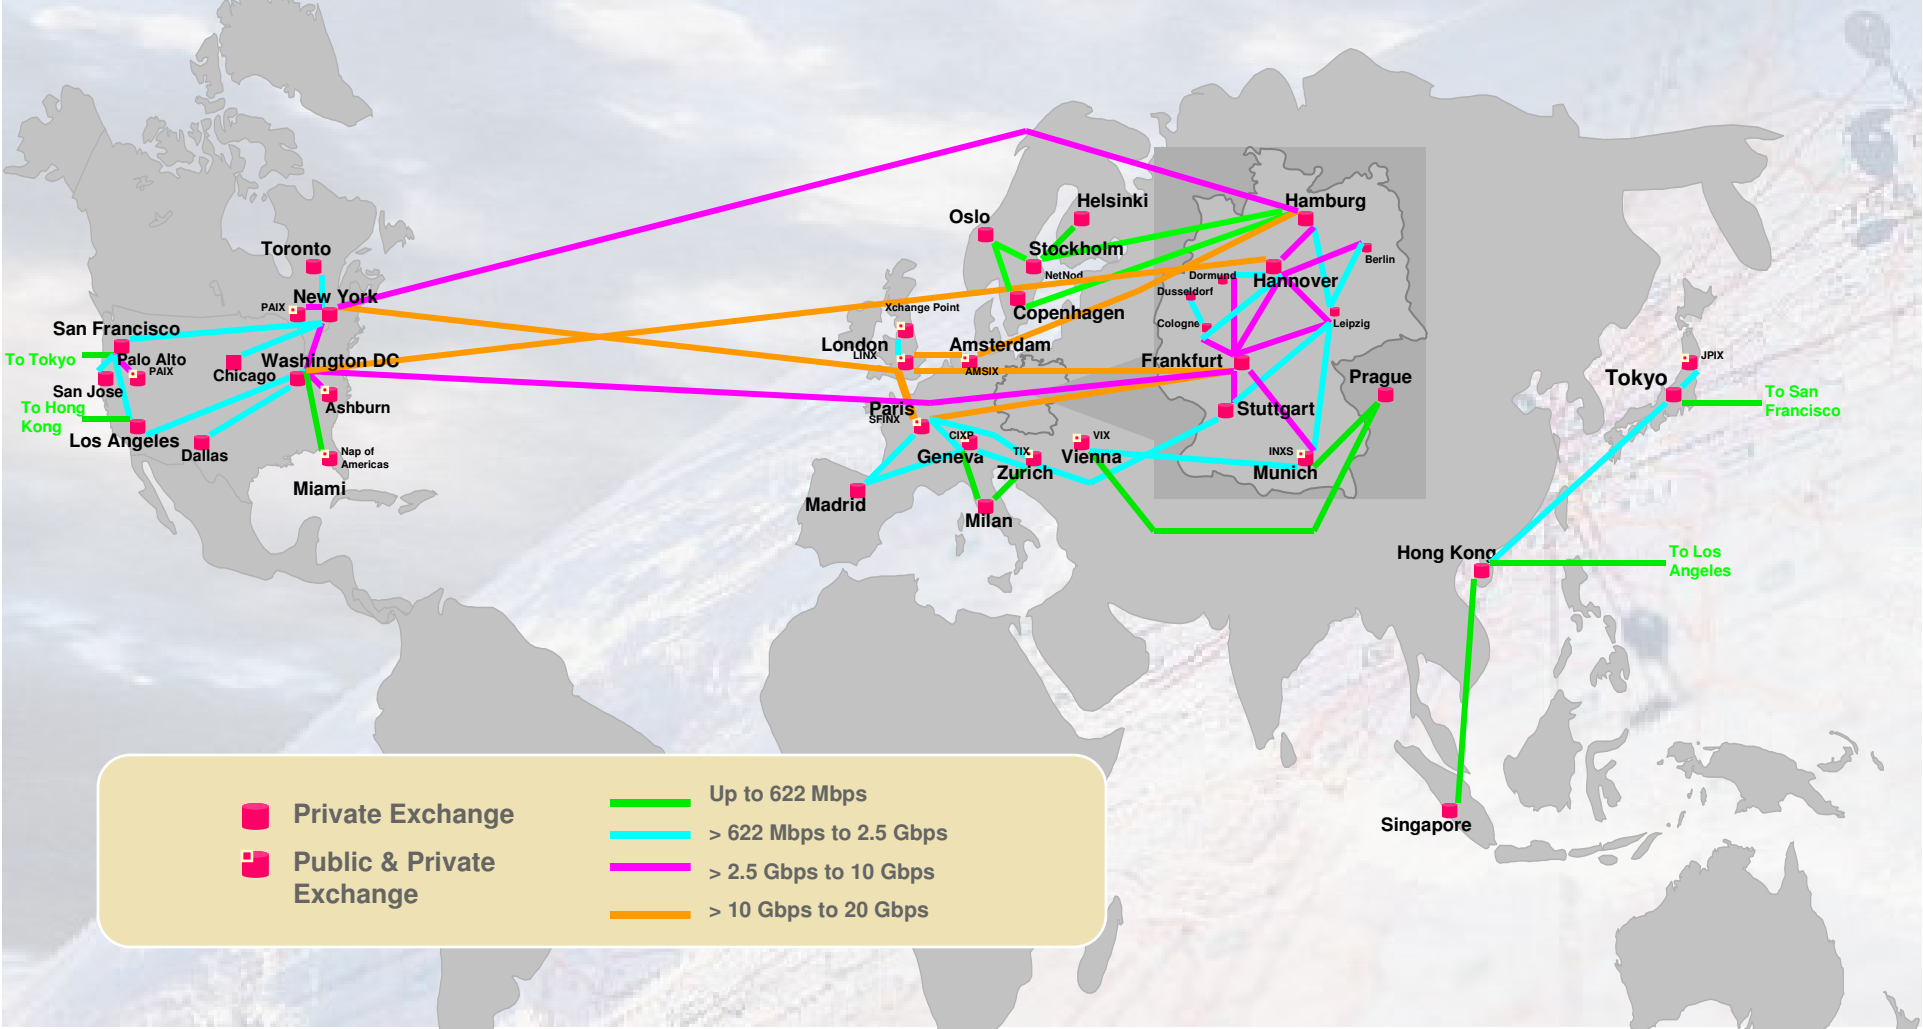 Helsinki
Hamburg
Oslo
Stockholm
Toronto
Berlin
NetNod
Dormund
Hannover
Dusseldorf
New York
PAIX
Xchange Point
Copenhagen
Cologne
Leipzig
San Francisco
London
Amsterdam
LINX
To Tokyo
Palo Alto
PAIX
Washington DC
Frankfurt
JPIX
AMSIX
Chicago
Prague
Tokyo
San Jose
To San
Francisco
To Hong
Kong
Ashburn
Paris
SFINX
Stuttgart
Los Angeles
CIXP
VIX
Dallas
Nap of
Americas
Geneva
TIX
Vienna
INXS
Zurich
Munich
Miami
Madrid
Milan
Hong Kong
To Los
Angeles
Singapore
Private Exchange
Public & Private
Exchange
Up to 622 Mbps
> 622 Mbps to 2.5 Gbps
> 2.5 Gbps to 10 Gbps
> 10 Gbps to 20 Gbps